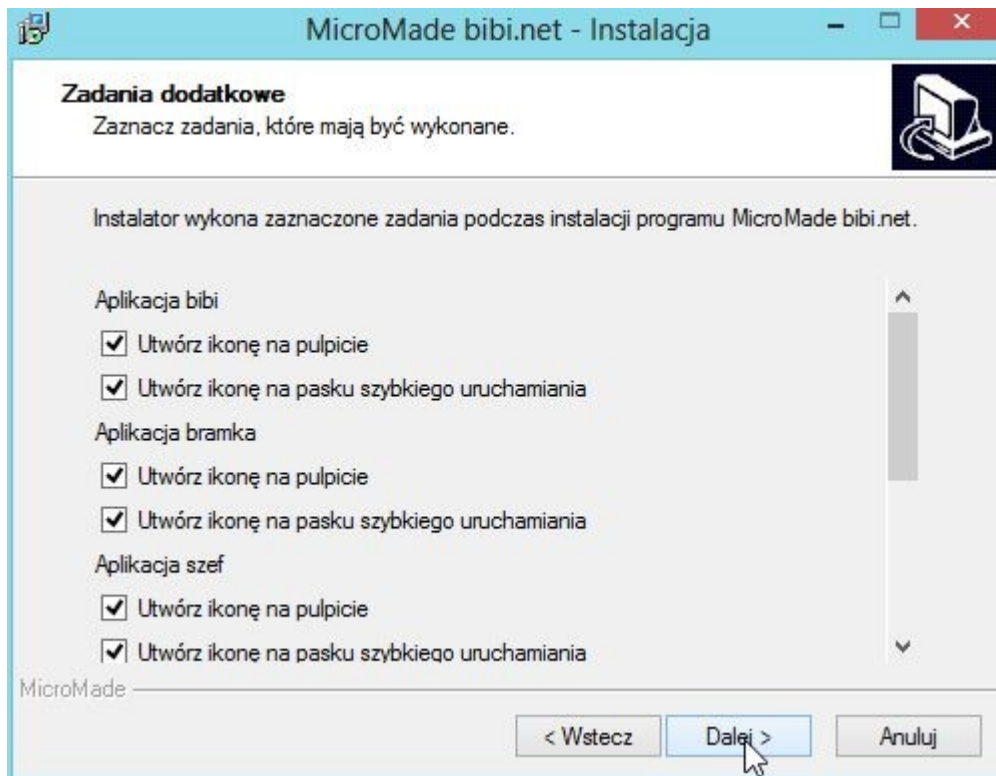 MicroMade bibi.net - Instalacja
Zadania dodatkowe
Zaznacz zadania, które mają być wykonane.
Instalator wykona zaznaczone zadania podczas instalacji programu MicroMade bibi.net.
Aplikacja bibi
Utwórz ikonę na pulpicie
Utwórz ikonę na pasku szybkiego uruchamiania
Aplikacja bramka
Utwórz ikonę na pulpicie
Utwórz ikonę na pasku szybkiego uruchamiania
Aplikacja szef
Utwórz ikonę na pulpicie
Utwórz ikonę na pasku szybkiego uruchamiania
MicroMade
< Wstecz Dalej > Anuluj